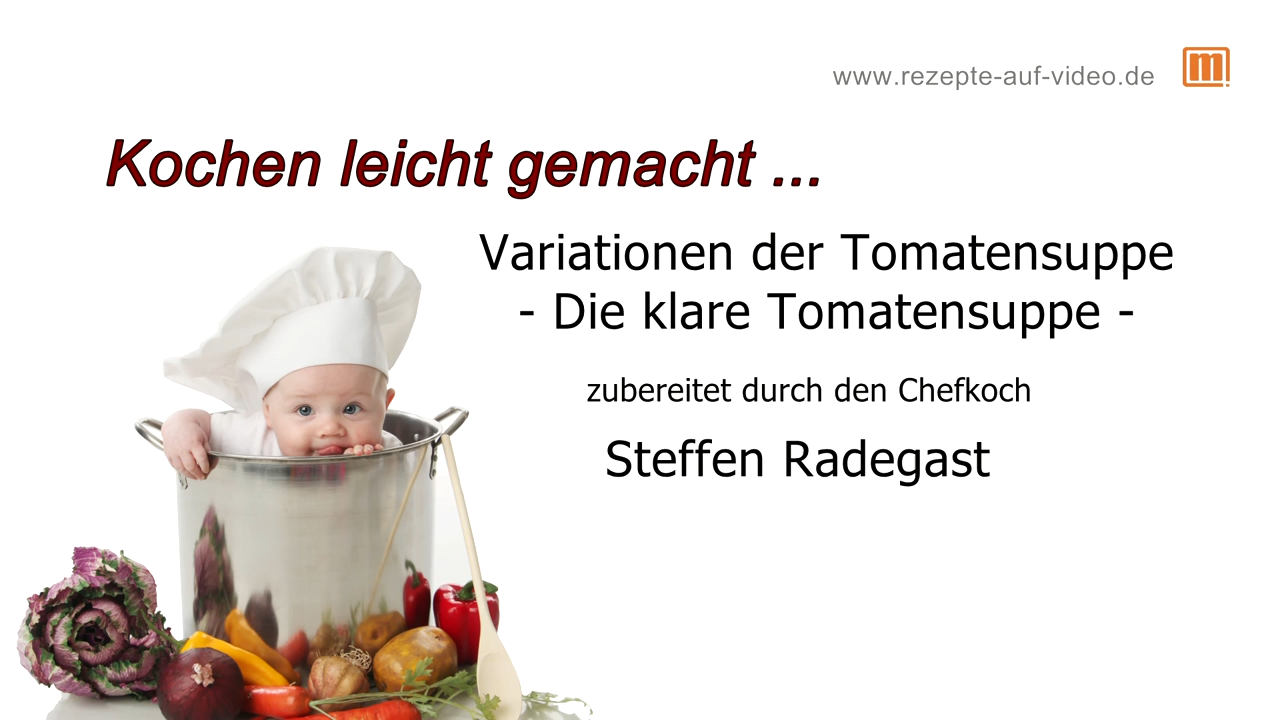 www.rezepte-auf-video.de
m
Kochen leicht gemacht ...
Variationen der Tomatensuppe
- Die klare Tomatensuppe -
zubereitet durch den Chefkoch
Steffen Radegast